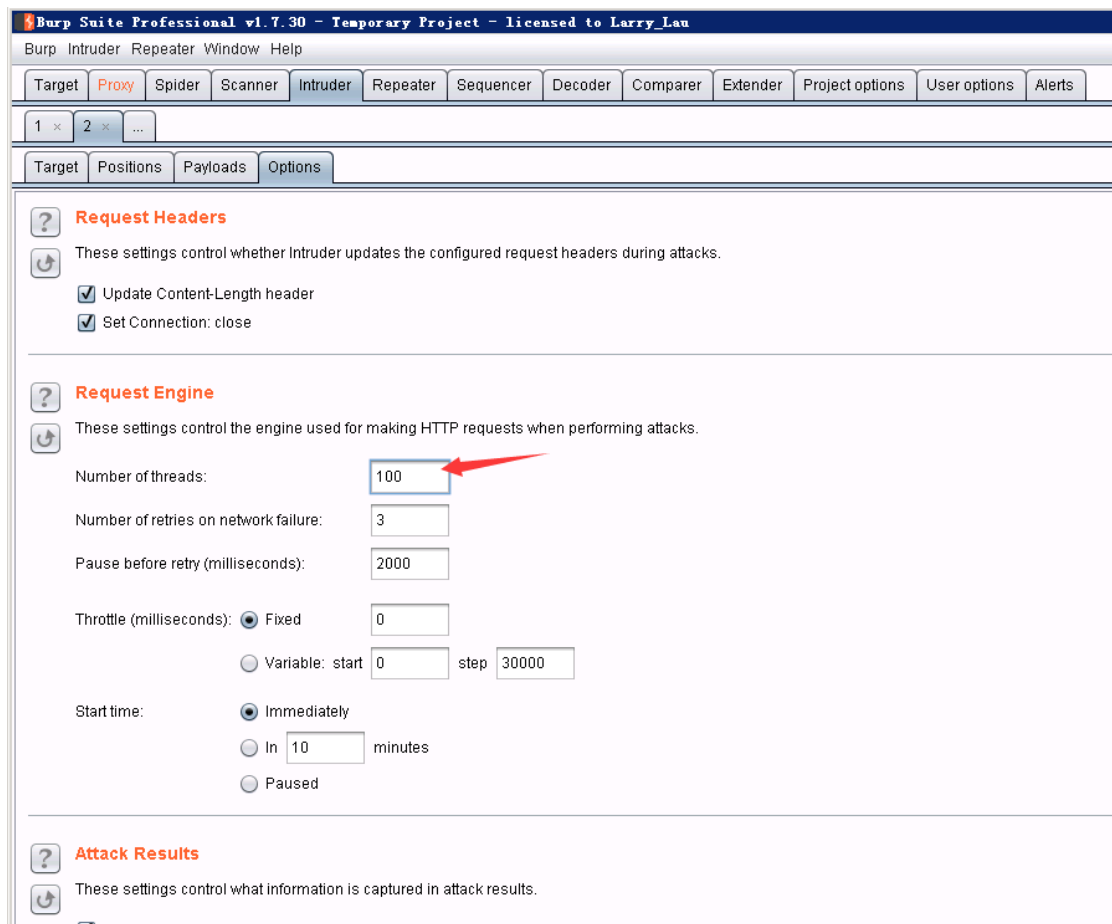 Burp Suite Professional v1.7.30 - Temporary Project - licensed to Larry_Lau
Burp Intruder Repeater Window Help
Target Proxy Spider Scanner Intruder Repeater Sequencer Decoder Comparer Extender Project options User options Alerts
1 × 2 × ...
Target Positions Payloads Options
? Request Headers
These settings control whether Intruder updates the configured request headers during attacks.
Update Content-Length header
Set Connection: close
? Request Engine
These settings control the engine used for making HTTP requests when performing attacks.
Number of threads: 100
Number of retries on network failure: 3
Pause before retry (milliseconds): 2000
Throttle (milliseconds): Fixed 0
Variable: start 0 step 30000
Start time: Immediately
In 10 minutes
Paused
? Attack Results
These settings control what information is captured in attack results.